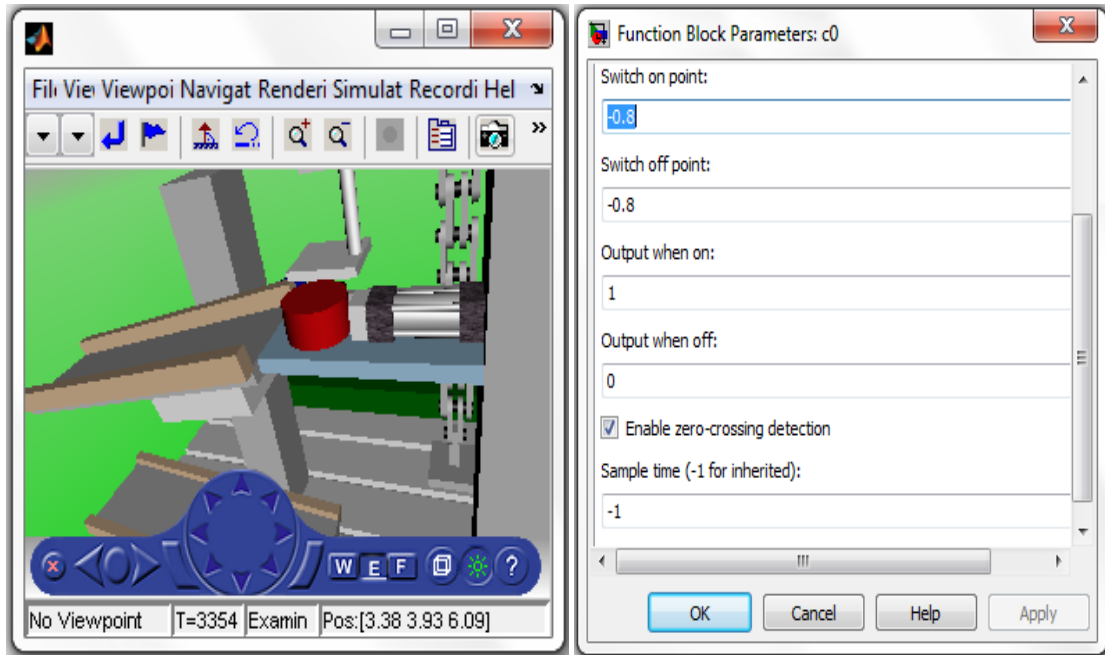 Fil Viei Viewpoi Navigat Renderi Simulat Recordi Hel
W E F ?
No Viewpoint T=3354 Examin Pos:[3.38 3.93 6.09]
Function Block Parameters: c0
Switch on point:
-0.8
Switch off point:
-0.8
Output when on:
1
Output when off:
0
Enable zero-crossing detection
Sample time (-1 for inherited):
-1
OK Cancel Help Apply